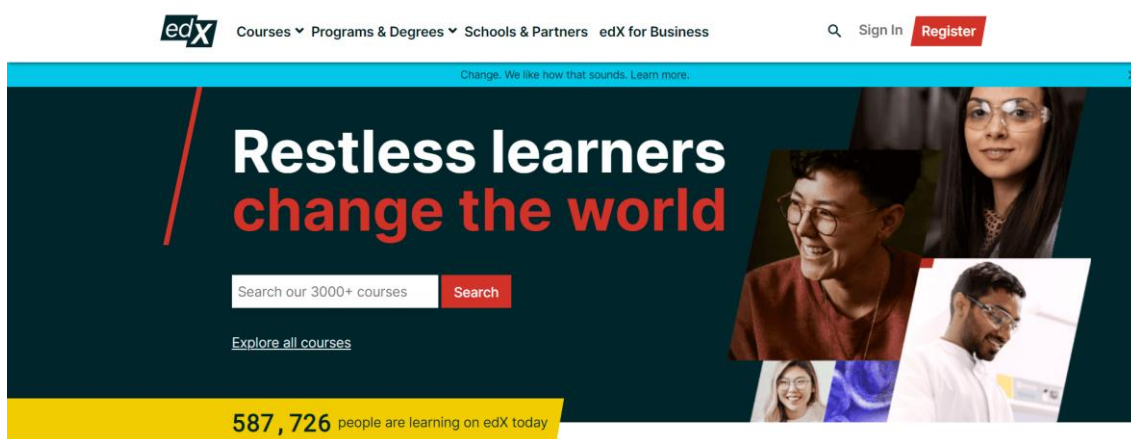 edX
Courses Programs & Degrees Schools & Partners edX for Business Sign In Register
Change. We like how that sounds. Learn more.
Restless learners
change the world
Search our 3000+ courses Search
Explore all courses
587,726 people are learning on edX today